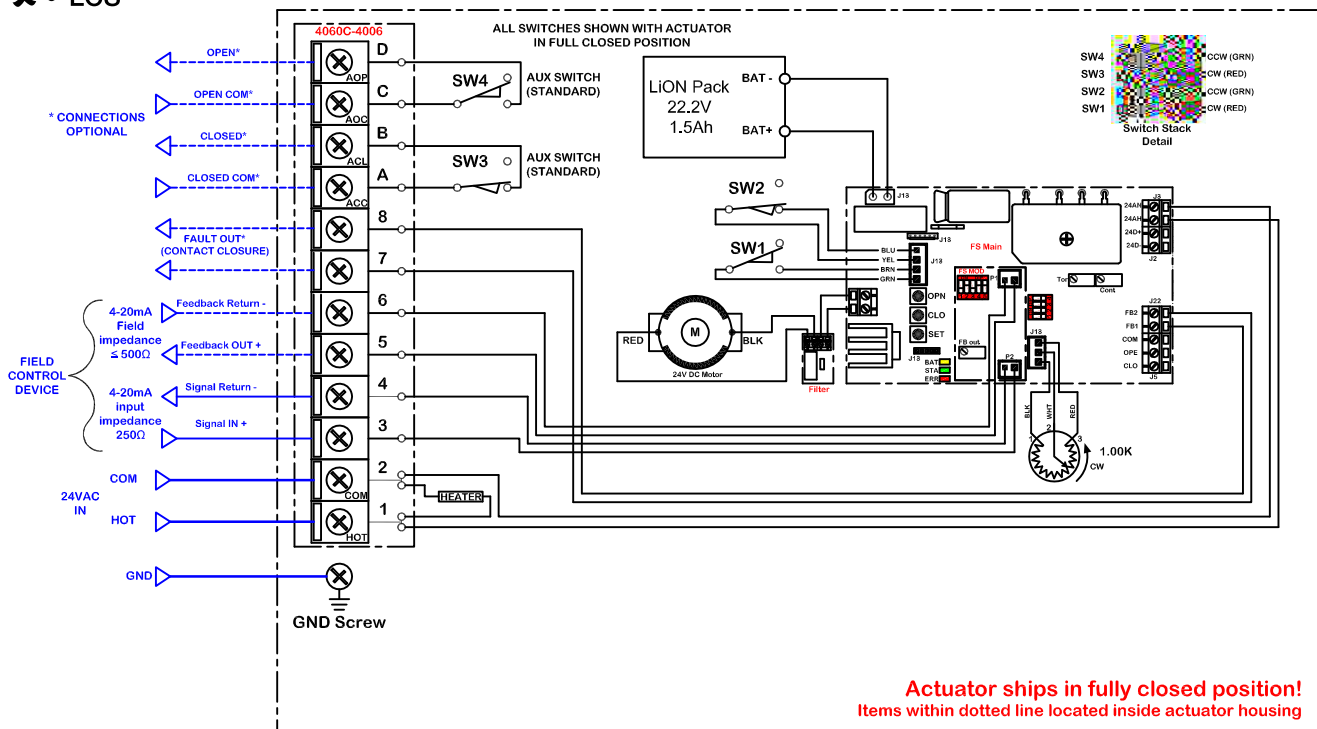 4060C-4006
ALL SWITCHES SHOWN WITH ACTUATOR
IN FULL CLOSED POSITION
OPEN*
OPEN COM*
* CONNECTIONS
OPTIONAL
CLOSED*
CLOSED COM*
FAULT OUT*
(CONTACT CLOSURE)
Feedback Return -
4-20mA
Field
impedance
≤ 500Ω
Feedback OUT +
FIELD
CONTROL
DEVICE
Signal Return -
4-20mA
input
impedance
250Ω
Signal IN +
COM
24VAC
IN
HOT
GND
D
AOP
C
AOC
B
ACL
A
ACC
8
7
6
5
4
3
2
COM
1
HOT
GND Screw
SW4
AUX SWITCH
(STANDARD)
SW3
AUX SWITCH
(STANDARD)
HEATER
LiON Pack
22.2V
1.5Ah
BAT -
BAT+
SW2
SW1
RED
M
BLK
24V DC Motor
Filter
BLU
YEL
BRN
GRN
J13
J13
J13
OPN
CLO
SET
J13
BAT
STA
ERR
FS Main
FS MOD
P1
FB out
P2
J13
Tor
Cont
J3
24AN
24AH
24D+
24D-
J2
J22
FB2
FB1
COM
OPE
CLO
J5
BLK
WHT
RED
1
2
3
1.00K
CW
SW4
SW3
SW2
SW1
CCW (GRN)
CW (RED)
CCW (GRN)
CW (RED)
Switch Stack
Detail
Actuator ships in fully closed position!
Items within dotted line located inside actuator housing